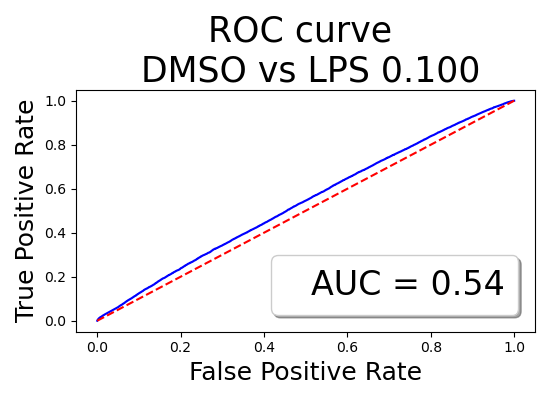 ROC curve
DMSO vs LPS 0.100
True Positive Rate
1.0
0.8
0.6
0.4
0.2
0.0
AUC = 0.54
0.0 0.2 0.4 0.6 0.8 1.0
False Positive Rate